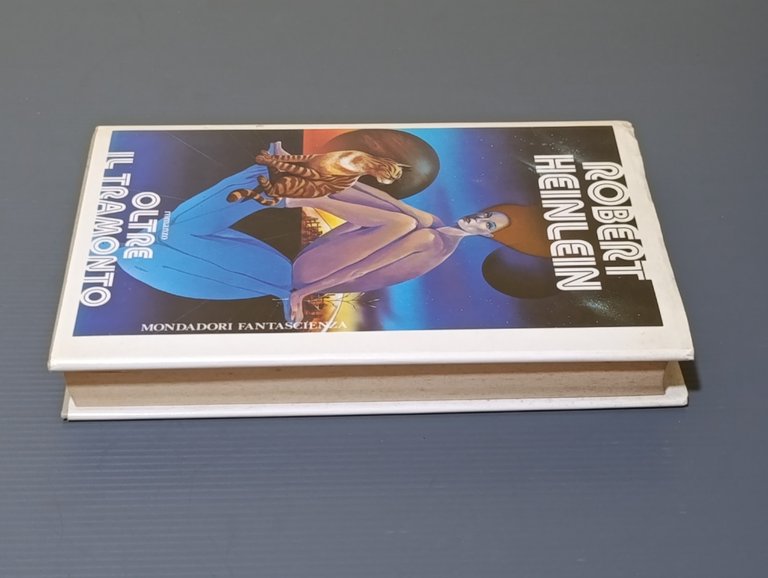 ROBERT
HEINLEIN
OLTRE
IL TRAMONTO
MONDADORI FANTASCIENZA